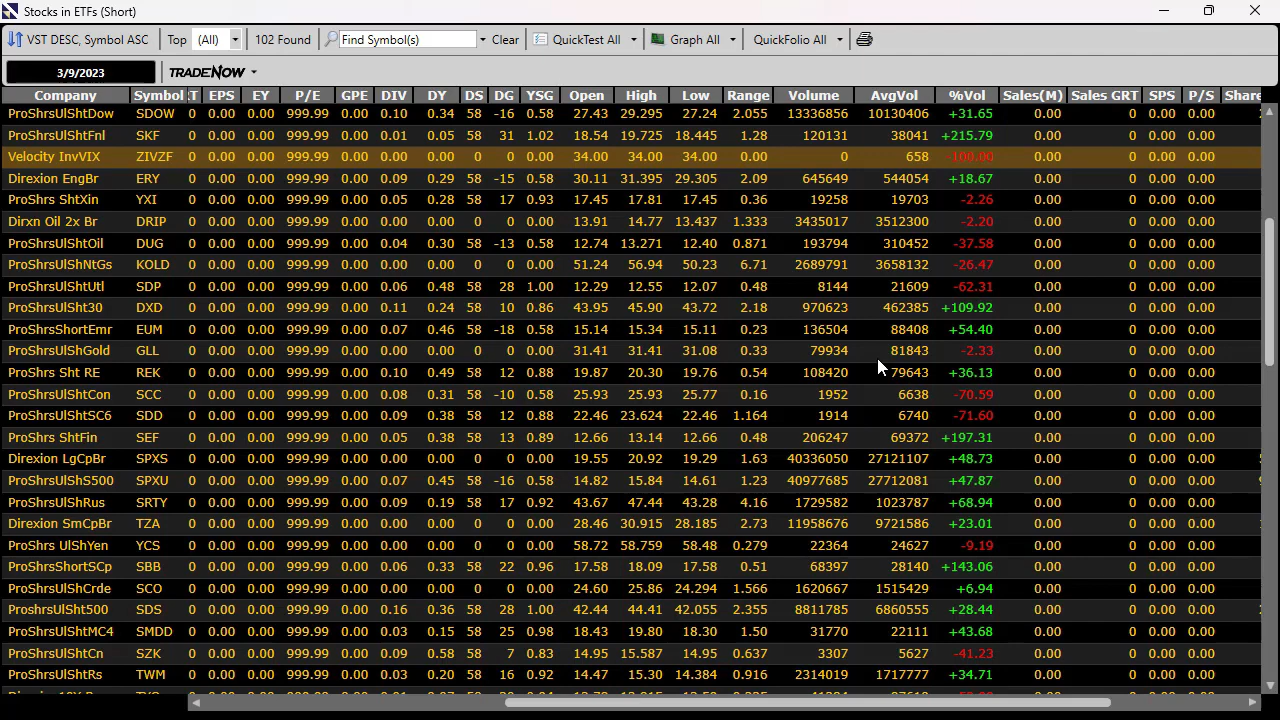 Stocks in ETFs (Short)
VST DESC, Symbol ASC Top (All) 102 Found Find Symbol(s) Clear QuickTest All Graph All QuickFolio All
3/9/2023 TRADENOW
Company Symbol T EPS EY P/E GPE DIV DY DS DG YSG Open High Low Range Volume AvgVol %Vol Sales(M) Sales GRT SPS P/S Share
ProShrsUlShtDow SDOW 0 0.00 0.00 999.99 0.00 0.10 0.34 58 -16 0.58 27.43 29.295 27.24 2.055 13336856 10130406 +31.65 0.00 0 0.00 0.00
ProShrsUlShtFnl SKF 0 0.00 0.00 999.99 0.00 0.01 0.05 58 31 1.02 18.54 19.725 18.445 1.28 120131 38041 +215.79 0.00 0 0.00 0.00
Velocity InvVIX ZIVZF 0 0.00 0.00 999.99 0.00 0.00 0.00 0 0 0.00 34.00 34.00 34.00 0.00 0 658 -100.00 0.00 0 0.00 0.00
Direxion EngBr ERY 0 0.00 0.00 999.99 0.00 0.09 0.29 58 -15 0.58 30.11 31.395 29.305 2.09 645649 544054 +18.67 0.00 0 0.00 0.00
ProShrs ShtXin YXI 0 0.00 0.00 999.99 0.00 0.05 0.28 58 17 0.93 17.45 17.81 17.45 0.36 19258 19703 -2.26 0.00 0 0.00 0.00
Dirxn Oil 2x Br DRIP 0 0.00 0.00 999.99 0.00 0.00 0.00 0 0 0.00 13.91 14.77 13.437 1.333 3435017 3512300 -2.20 0.00 0 0.00 0.00
ProShrsUlShtOil DUG 0 0.00 0.00 999.99 0.00 0.04 0.30 58 -13 0.58 12.74 13.271 12.40 0.871 193794 310452 -37.58 0.00 0 0.00 0.00
ProShrsUlShNtGs KOLD 0 0.00 0.00 999.99 0.00 0.00 0.00 0 0 0.00 51.24 56.94 50.23 6.71 2689791 3658132 -26.47 0.00 0 0.00 0.00
ProShrsUlShtUtl SDP 0 0.00 0.00 999.99 0.00 0.06 0.48 58 28 1.00 12.29 12.55 12.07 0.48 8144 21609 -62.31 0.00 0 0.00 0.00
ProShrsUlSht30 DXD 0 0.00 0.00 999.99 0.00 0.11 0.24 58 10 0.86 43.95 45.90 43.72 2.18 970623 462385 +109.92 0.00 0 0.00 0.00
ProShrsShortEmr EUM 0 0.00 0.00 999.99 0.00 0.07 0.46 58 -18 0.58 15.14 15.34 15.11 0.23 136504 88408 +54.40 0.00 0 0.00 0.00
ProShrsUlShGold GLL 0 0.00 0.00 999.99 0.00 0.00 0.00 0 0 0.00 31.41 31.41 31.08 0.33 79934 81843 -2.33 0.00 0 0.00 0.00
ProShrs Sht RE REK 0 0.00 0.00 999.99 0.00 0.10 0.49 58 12 0.88 19.87 20.30 19.76 0.54 108420 79643 +36.13 0.00 0 0.00 0.00
ProShrsUlShtCon SCC 0 0.00 0.00 999.99 0.00 0.08 0.31 58 -10 0.58 25.93 25.93 25.77 0.16 1952 6638 -70.59 0.00 0 0.00 0.00
ProShrsUlShtSC6 SDD 0 0.00 0.00 999.99 0.00 0.09 0.38 58 12 0.88 22.46 23.624 22.46 1.164 1914 6740 -71.60 0.00 0 0.00 0.00
ProShrs ShtFin SEF 0 0.00 0.00 999.99 0.00 0.05 0.38 58 13 0.89 12.66 13.14 12.66 0.48 206247 69372 +197.31 0.00 0 0.00 0.00
Direxion LgCpBr SPXS 0 0.00 0.00 999.99 0.00 0.00 0.00 0 0 0.00 19.55 20.92 19.29 1.63 40336050 27121107 +48.73 0.00 0 0.00 0.00
ProShrsUlShS500 SPXU 0 0.00 0.00 999.99 0.00 0.07 0.45 58 -16 0.58 14.82 15.84 14.61 1.23 40977685 27712081 +47.87 0.00 0 0.00 0.00
ProShrsUlShRus SRTY 0 0.00 0.00 999.99 0.00 0.09 0.19 58 17 0.92 43.67 47.44 43.28 4.16 1729582 1023787 +68.94 0.00 0 0.00 0.00
Direxion SmCpBr TZA 0 0.00 0.00 999.99 0.00 0.00 0.00 0 0 0.00 28.46 30.915 28.185 2.73 11958676 9721586 +23.01 0.00 0 0.00 0.00
ProShrs UlShYen YCS 0 0.00 0.00 999.99 0.00 0.00 0.00 0 0 0.00 58.72 58.759 58.48 0.279 22364 24627 -9.19 0.00 0 0.00 0.00
ProShrsShortSCp SBB 0 0.00 0.00 999.99 0.00 0.06 0.33 58 22 0.96 17.58 18.09 17.58 0.51 68397 28140 +143.06 0.00 0 0.00 0.00
ProShrsUlShCrde SCO 0 0.00 0.00 999.99 0.00 0.00 0.00 0 0 0.00 24.60 25.86 24.294 1.566 1620667 1515429 +6.94 0.00 0 0.00 0.00
ProshrsUlSht500 SDS 0 0.00 0.00 999.99 0.00 0.16 0.36 58 28 1.00 42.44 44.41 42.055 2.355 8811785 6860555 +28.44 0.00 0 0.00 0.00
ProShrsUlShtMC4 SMDD 0 0.00 0.00 999.99 0.00 0.03 0.15 58 25 0.98 18.43 19.80 18.30 1.50 31770 22111 +43.68 0.00 0 0.00 0.00
ProShrsUlShtCn SZK 0 0.00 0.00 999.99 0.00 0.09 0.58 58 7 0.83 14.95 15.587 14.95 0.637 3307 5627 -41.23 0.00 0 0.00 0.00
ProShrsUlShtRs TWM 0 0.00 0.00 999.99 0.00 0.03 0.20 58 16 0.92 14.47 15.30 14.384 0.916 2314019 1717777 +34.71 0.00 0 0.00 0.00